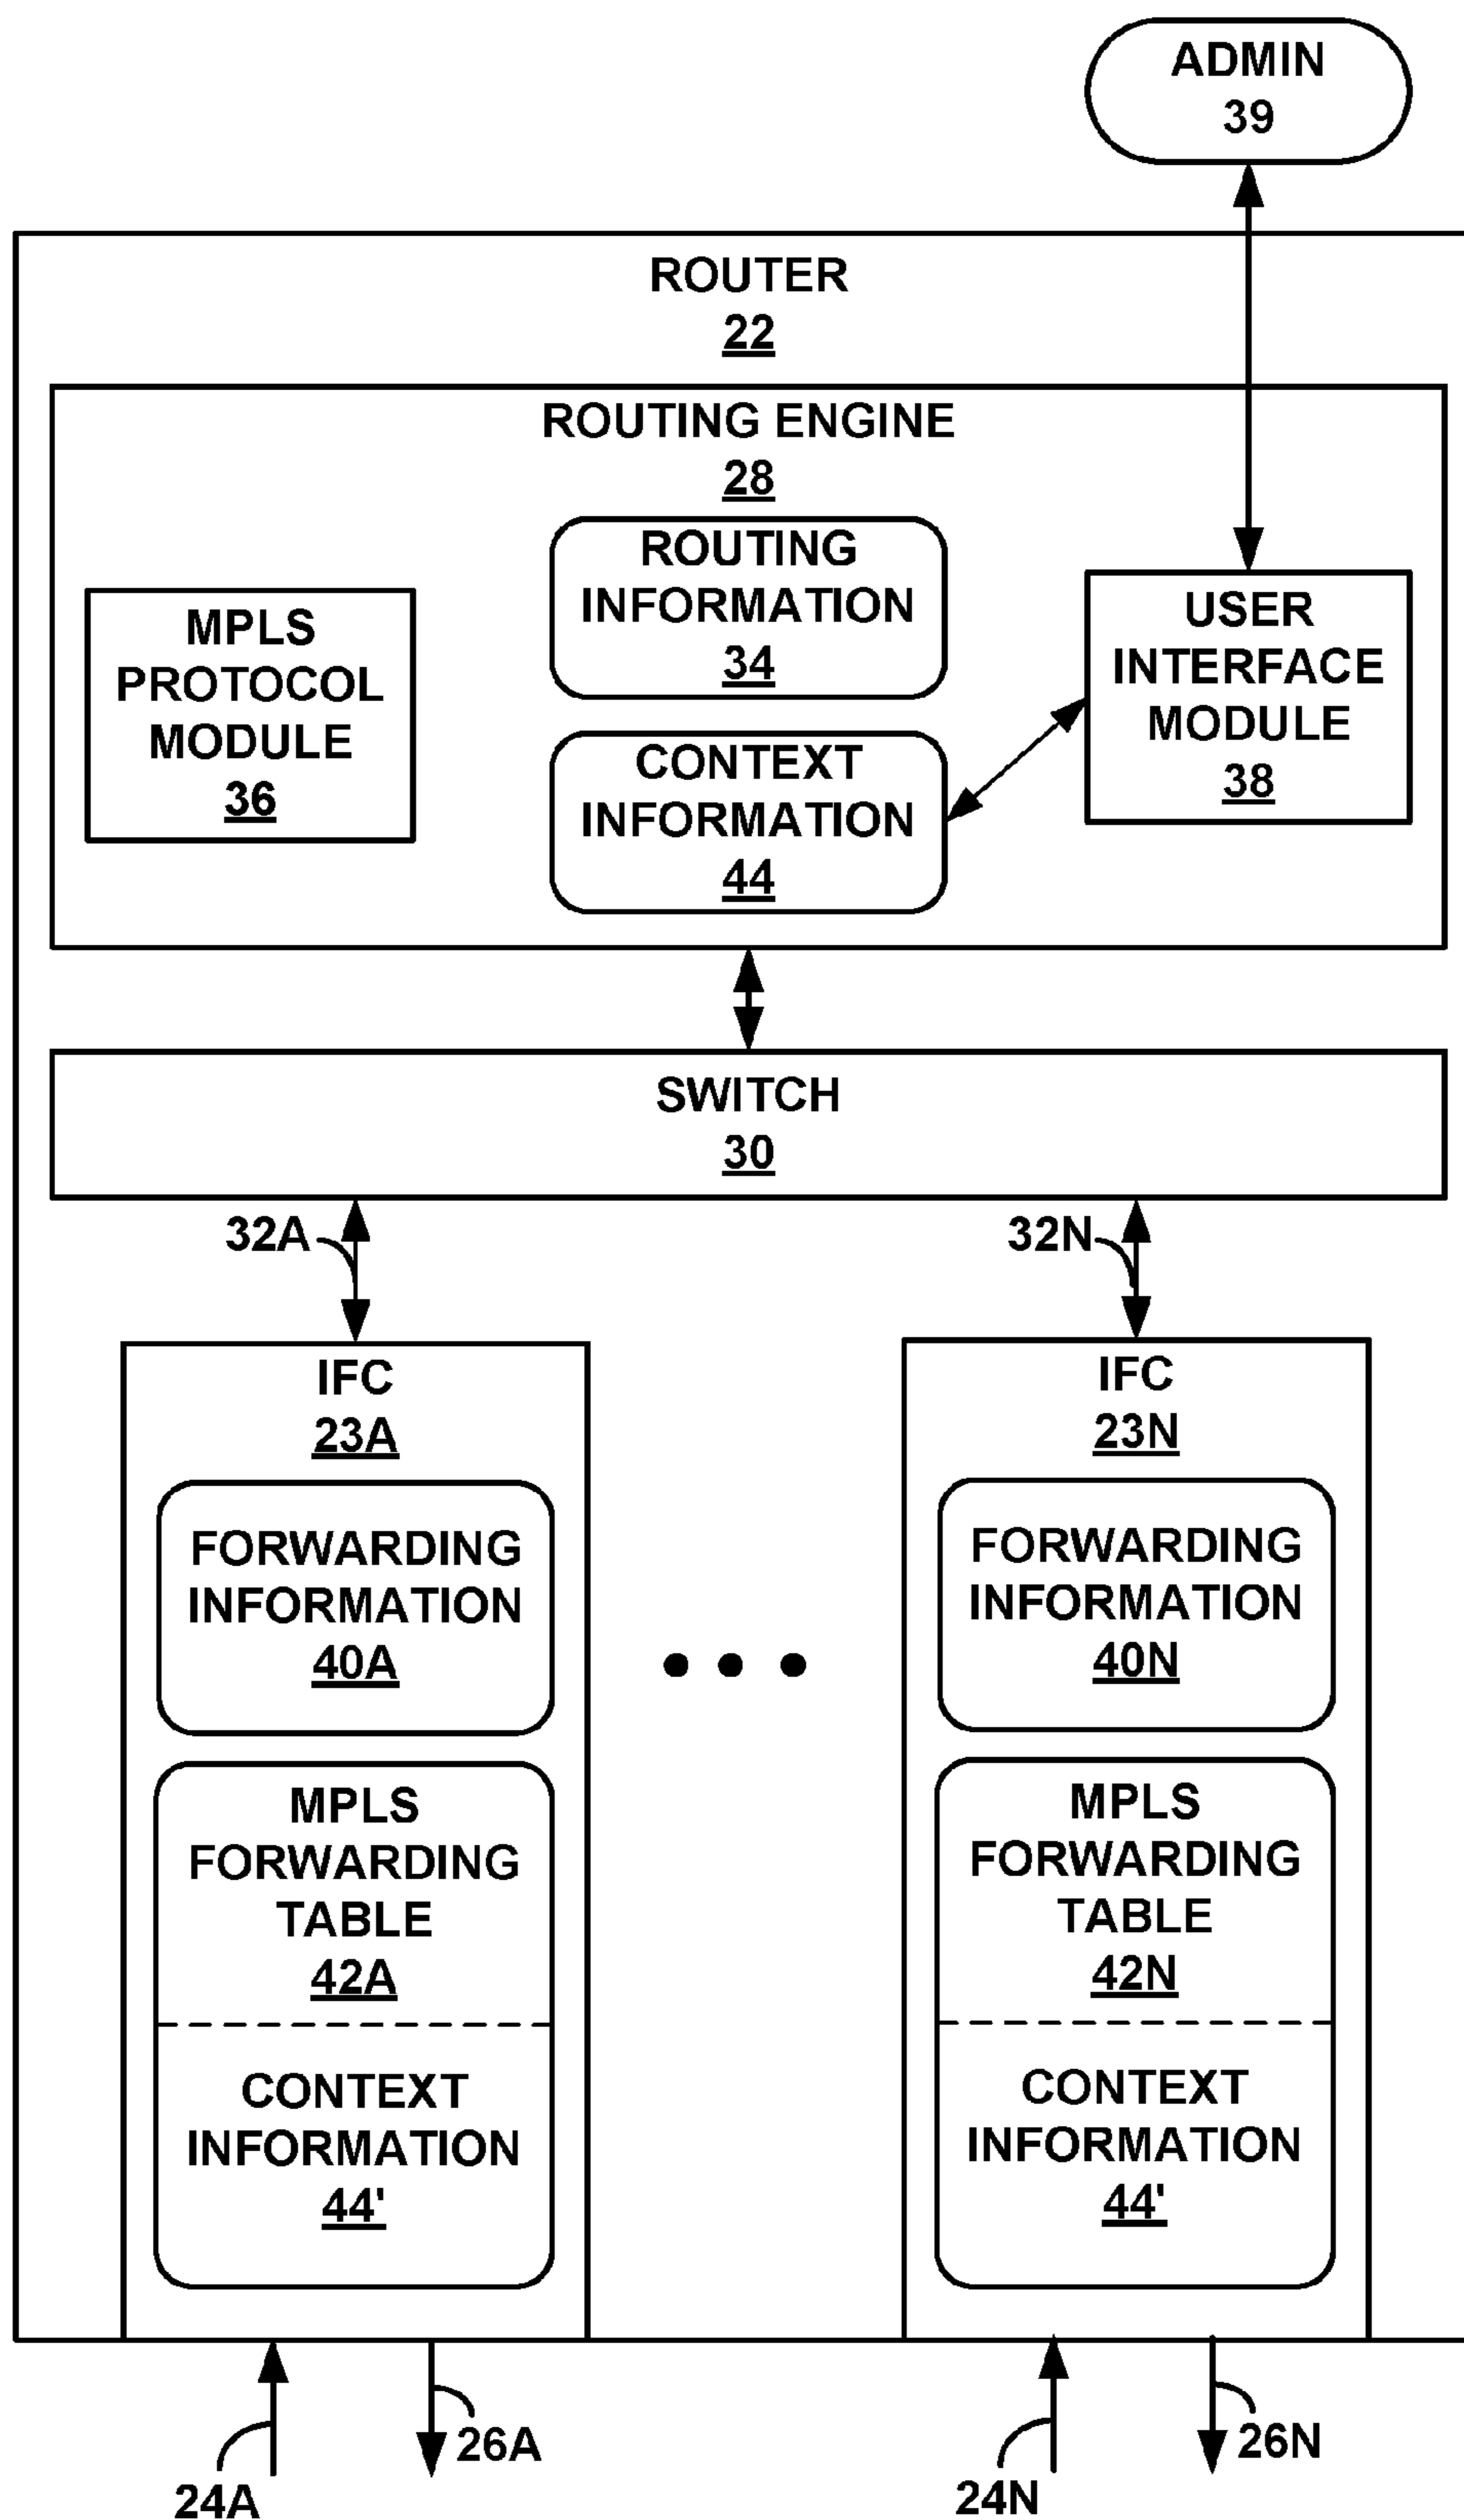 ADMIN
39
ROUTER
22
ROUTING ENGINE
28
ROUTING
INFORMATION
34
MPLS
PROTOCOL
MODULE
36
USER
INTERFACE
MODULE
38
CONTEXT
INFORMATION
44
SWITCH
30
32A
32N
IFC
23A
FORWARDING
INFORMATION
40A
MPLS
FORWARDING
TABLE
42A
CONTEXT
INFORMATION
44'
IFC
23N
FORWARDING
INFORMATION
40N
MPLS
FORWARDING
TABLE
42N
CONTEXT
INFORMATION
44'
24A
26A
24N
26N